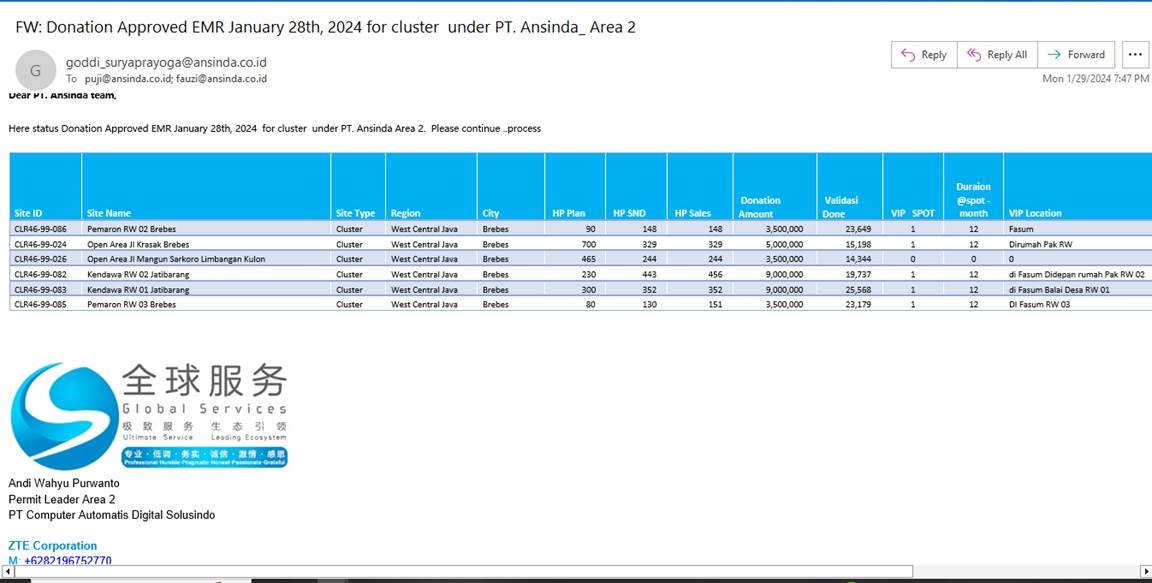 FW: Donation Approved EMR January 28th, 2024 for cluster under PT. Ansinda_ Area 2
G
goddi_suryaprayoga@ansinda.co.id
To puji@ansinda.co.id; fauzi@ansinda.co.id
Reply Reply All Forward ...
Mon 1/29/2024 7:47 PM
Dear PT. Ansinda team,
Here status Donation Approved EMR January 28th, 2024 for cluster under PT. Ansinda Area 2. Please continue ..process
Site ID Site Name Site Type Region City HP Plan HP SND HP Sales Donation Amount Validasi Done VIP SPOT Duraion @spot - month VIP Location
CLR46-99-086 Pemaron RW 02 Brebes Cluster West Central Java Brebes 90 148 148 3,500,000 23,649 1 12 Fasum
CLR46-99-024 Open Area Jl Krasak Brebes Cluster West Central Java Brebes 700 329 329 5,000,000 15,198 1 12 Dirumah Pak RW
CLR46-99-026 Open Area Jl Mangun Sarkoro Limbangan Kulon Cluster West Central Java Brebes 465 244 244 3,500,000 14,344 0 0 0
CLR46-99-082 Kendawa RW 02 Jatibarang Cluster West Central Java Brebes 230 443 456 9,000,000 19,737 1 12 di Fasum Didepan rumah Pak RW 02
CLR46-99-083 Kendawa RW 01 Jatibarang Cluster West Central Java Brebes 300 352 352 9,000,000 25,568 1 12 di Fasum Balai Desa RW 01
CLR46-99-085 Pemaron RW 03 Brebes Cluster West Central Java Brebes 80 130 151 3,500,000 23,179 1 12 DI Fasum RW 03
全球服务
Global Services
极致服务 生态引领
Ultimate Service Leading Ecosystem
专业·低调·务实·诚信·激情·感恩
Professional Humble Pragmatic Honest Passionate Grateful
Andi Wahyu Purwanto
Permit Leader Area 2
PT Computer Automatis Digital Solusindo
ZTE Corporation
M: +6282196752770